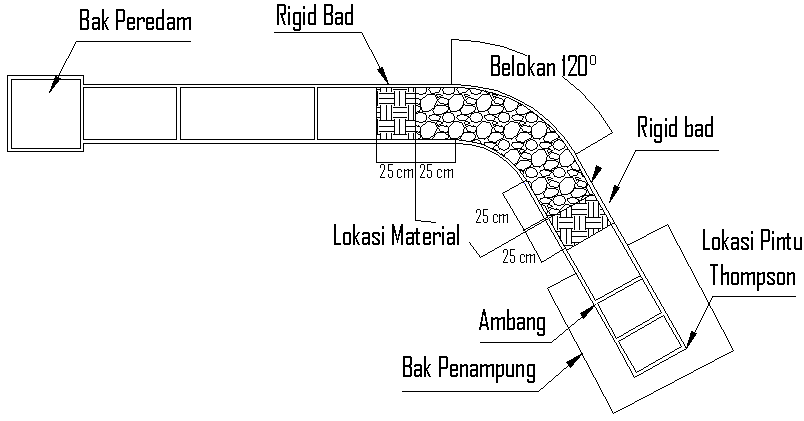 Bak Peredam
Rigid Bad
Belokan 120⁰
Rigid bad
25 cm 25 cm
25 cm
25 cm
Lokasi Material
Lokasi Pintu
Thompson
Ambang
Bak Penampung